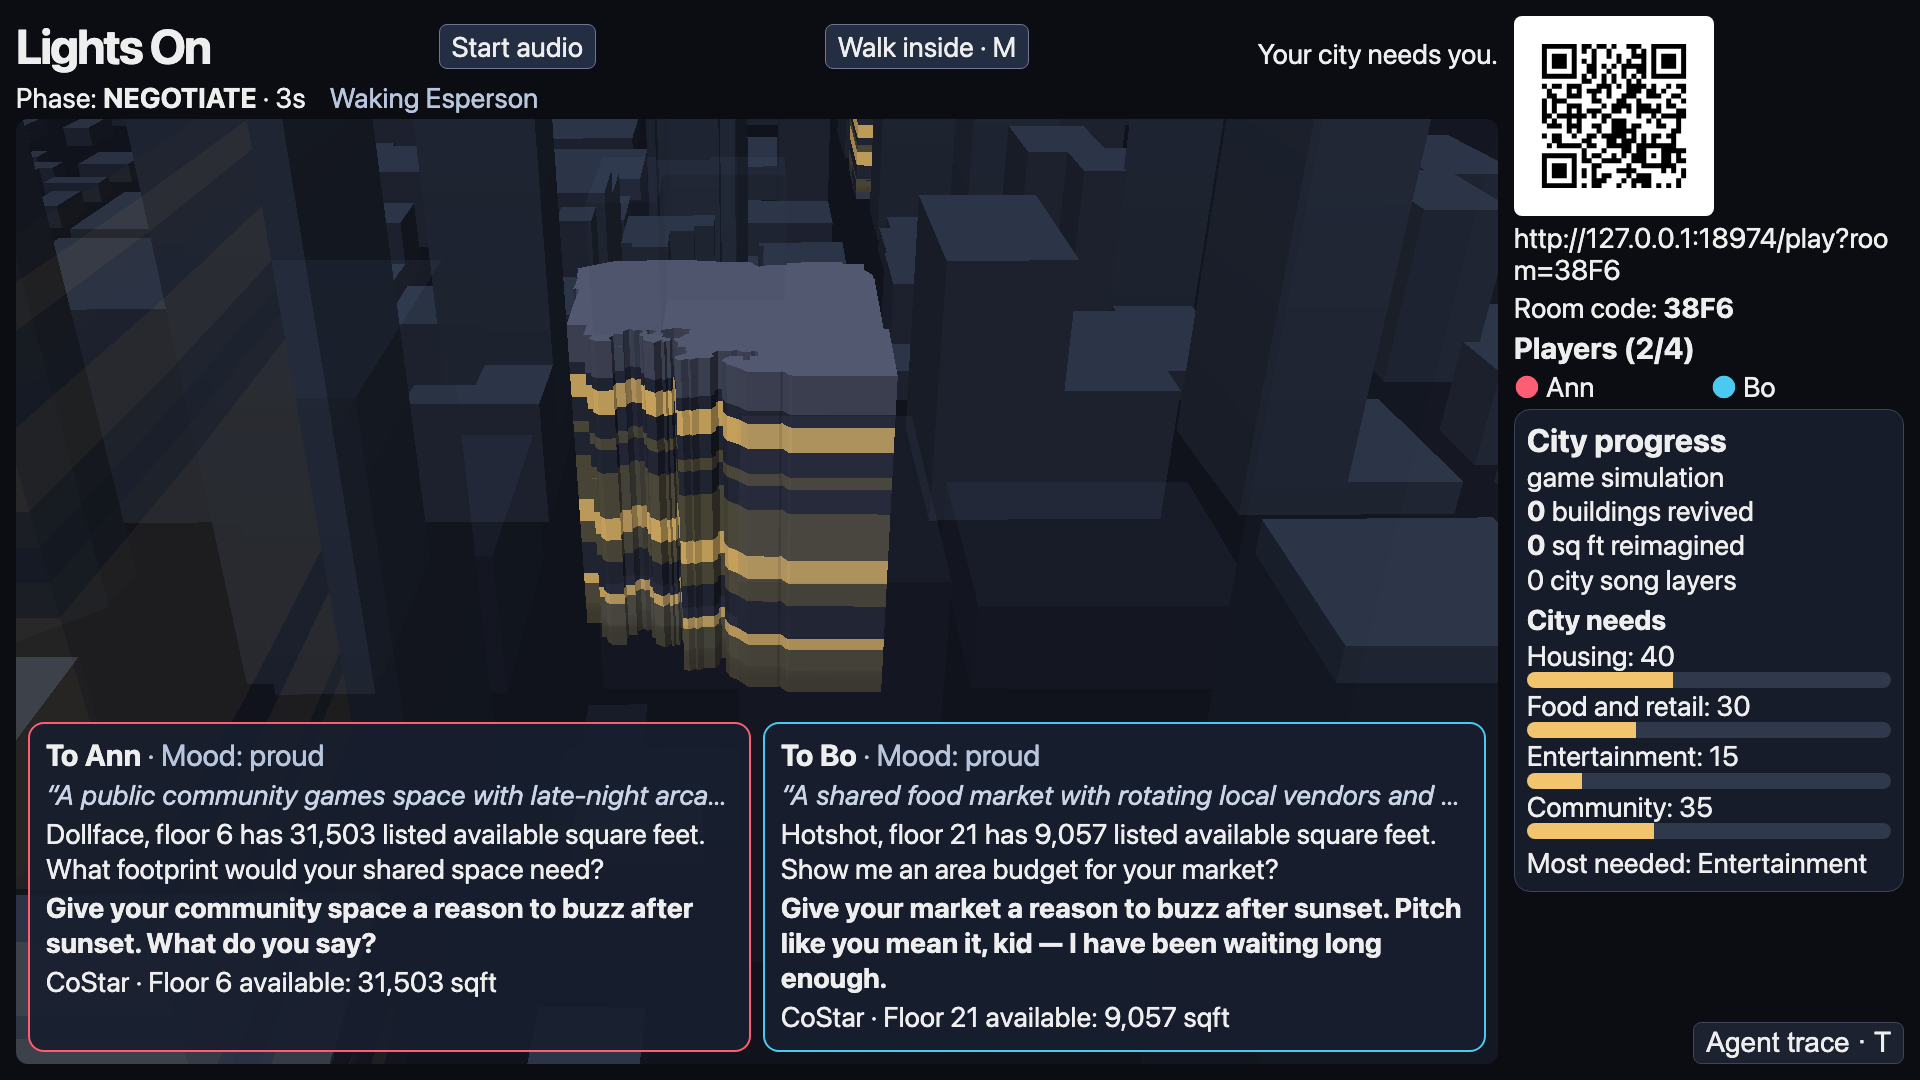 Lights On
Start audio
Walk inside · M
Your city needs you.
Phase: NEGOTIATE · 3s Waking Esperson
http://127.0.0.1:18974/play?roo
m=38F6
Room code: 38F6
Players (2/4)
Ann
Bo
City progress
game simulation
0 buildings revived
0 sq ft reimagined
0 city song layers
City needs
Housing: 40
Food and retail: 30
Entertainment: 15
Community: 35
Most needed: Entertainment
To Ann · Mood: proud
“A public community games space with late-night arca...
Dollface, floor 6 has 31,503 listed available square feet.
What footprint would your shared space need?
Give your community space a reason to buzz after
sunset. What do you say?
CoStar · Floor 6 available: 31,503 sqft
To Bo · Mood: proud
“A shared food market with rotating local vendors and ...
Hotshot, floor 21 has 9,057 listed available square feet.
Show me an area budget for your market?
Give your market a reason to buzz after sunset. Pitch
like you mean it, kid — I have been waiting long
enough.
CoStar · Floor 21 available: 9,057 sqft
Agent trace · T